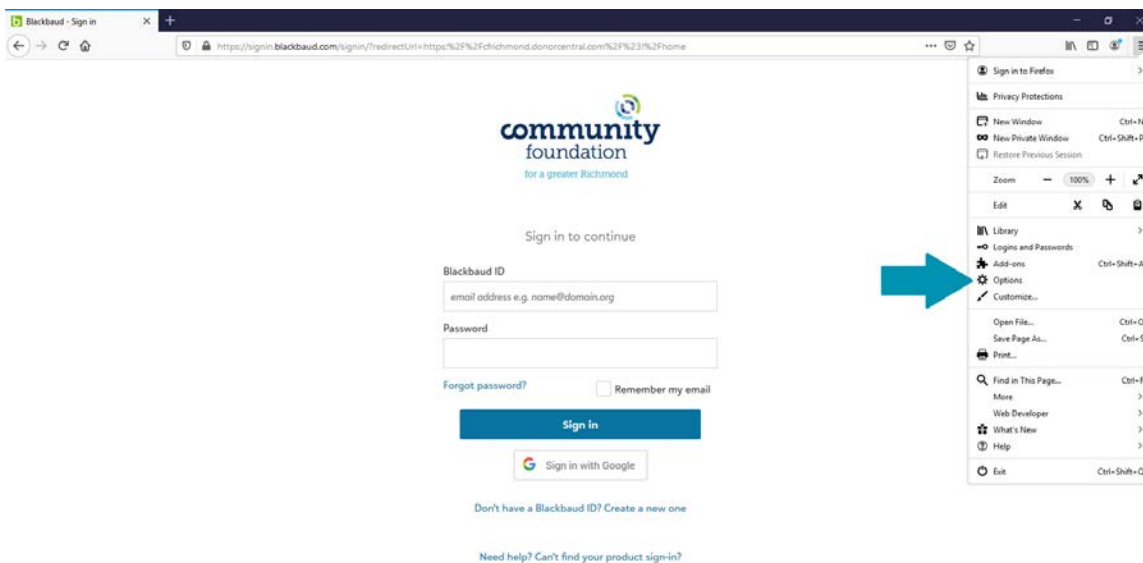 Blackbaud - Sign in
https://signin.blackbaud.com/signin/?redirectUrl=https:%2F%2Fcfrichmond.donorcentral.com%2F%23!%2Fhome
community
foundation
for a greater Richmond
Sign in to continue
Blackbaud ID
email address e.g. name@domain.org
Password
Forgot password?
Remember my email
Sign in
G Sign in with Google
Don't have a Blackbaud ID? Create a new one
Need help? Can't find your product sign-in?
Sign in to Firefox
Privacy Protections
New Window Ctrl+N
New Private Window Ctrl+Shift+P
Restore Previous Session
Zoom 100%
Edit
Library
Logins and Passwords
Add-ons Ctrl+Shift+A
Options
Customize...
Open File... Ctrl+O
Save Page As... Ctrl+S
Print...
Find in This Page... Ctrl+F
More
Web Developer
What's New
Help
Exit Ctrl+Shift+Q